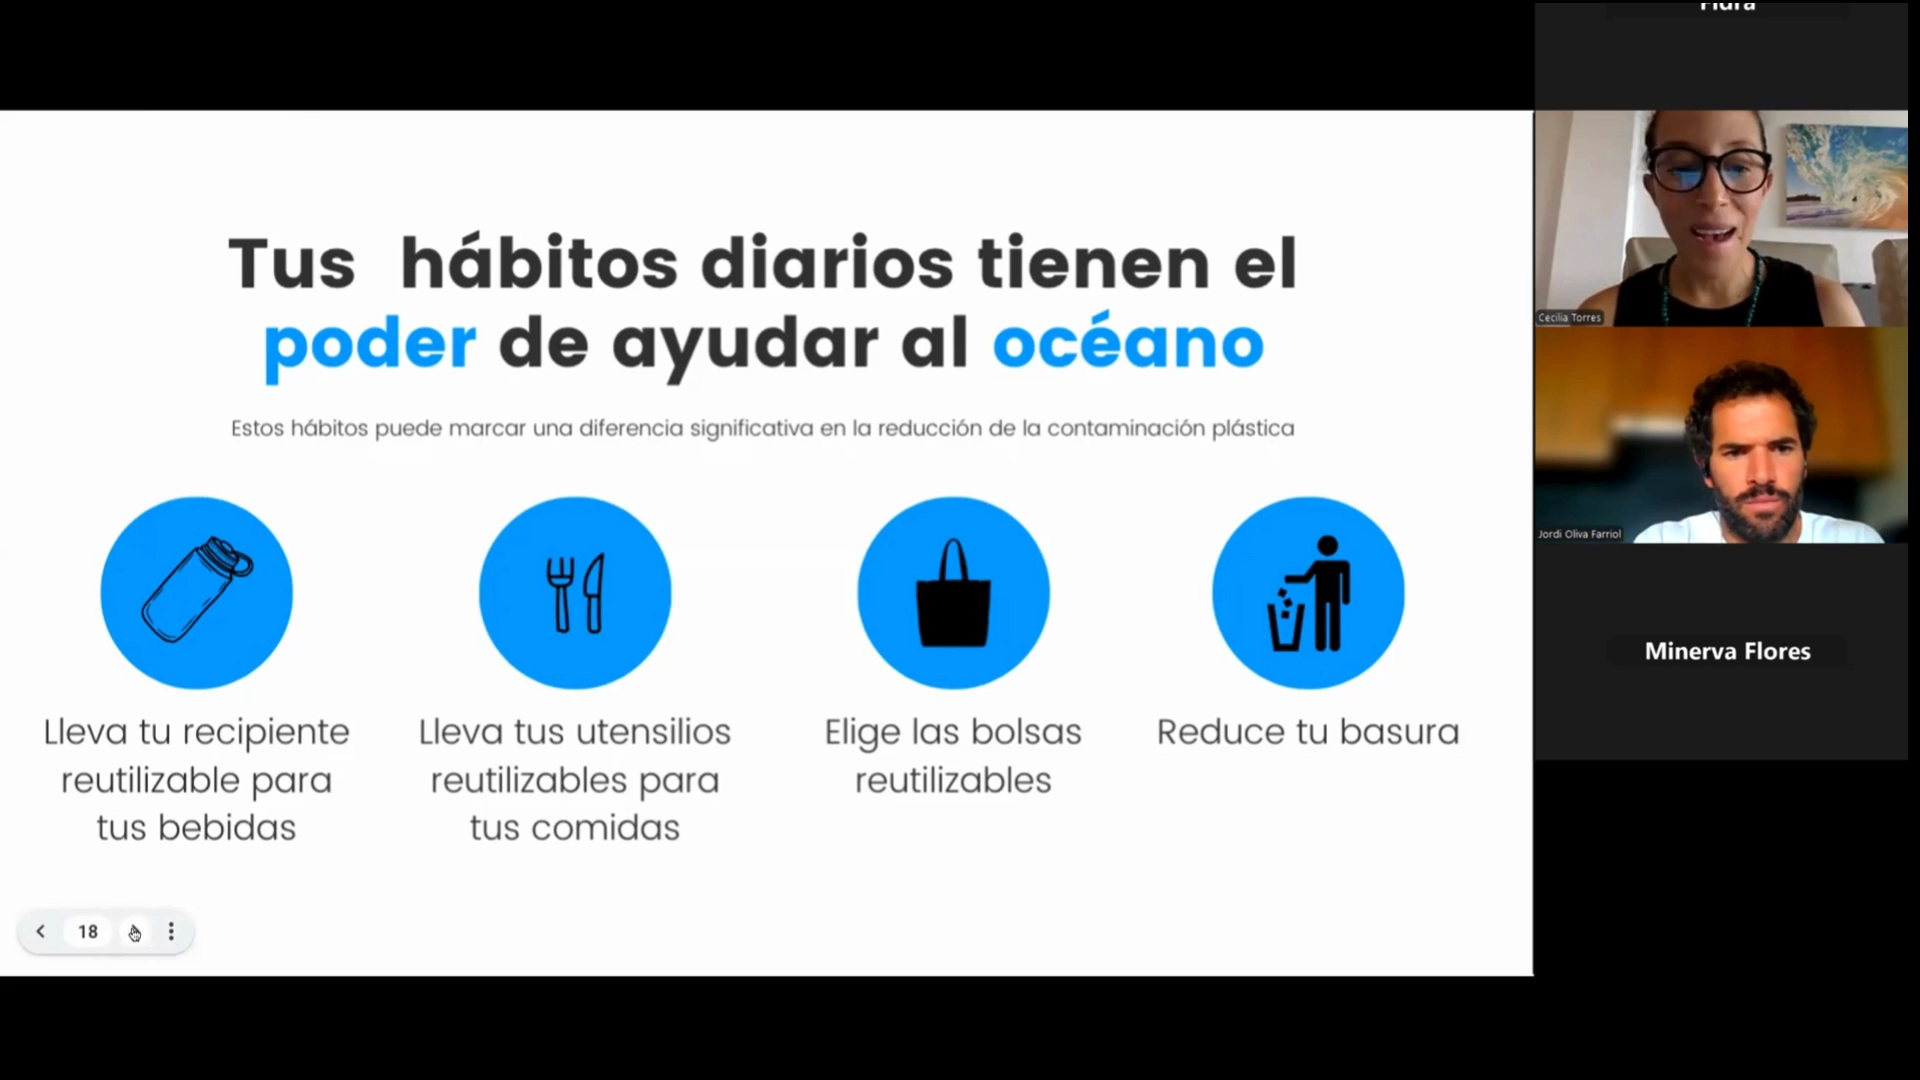 Tus hábitos diarios tienen el
poder de ayudar al océano
Estos hábitos puede marcar una diferencia significativa en la reducción de la contaminación plástica
Lleva tu recipiente
reutilizable para
tus bebidas
Lleva tus utensilios
reutilizables para
tus comidas
Elige las bolsas
reutilizables
Reduce tu basura
18
Cecilia Torres
Jordi Oliva Farriol
Minerva Flores